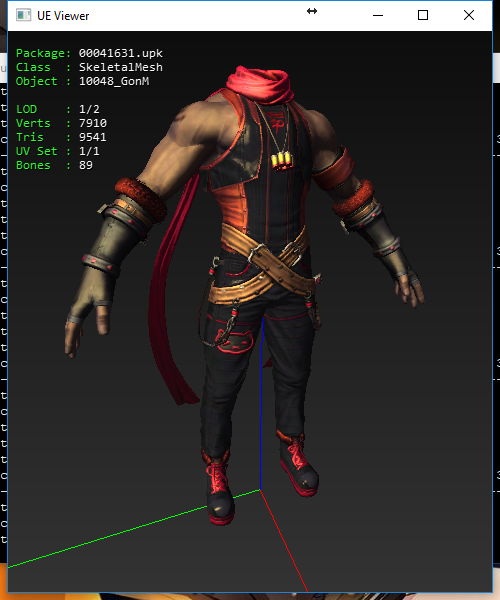 UE Viewer
Package: 00041631.upk
Class : SkeletalMesh
Object : 10048_GonM
LOD : 1/2
Verts : 7910
Tris : 9541
UV Set : 1/1
Bones : 89